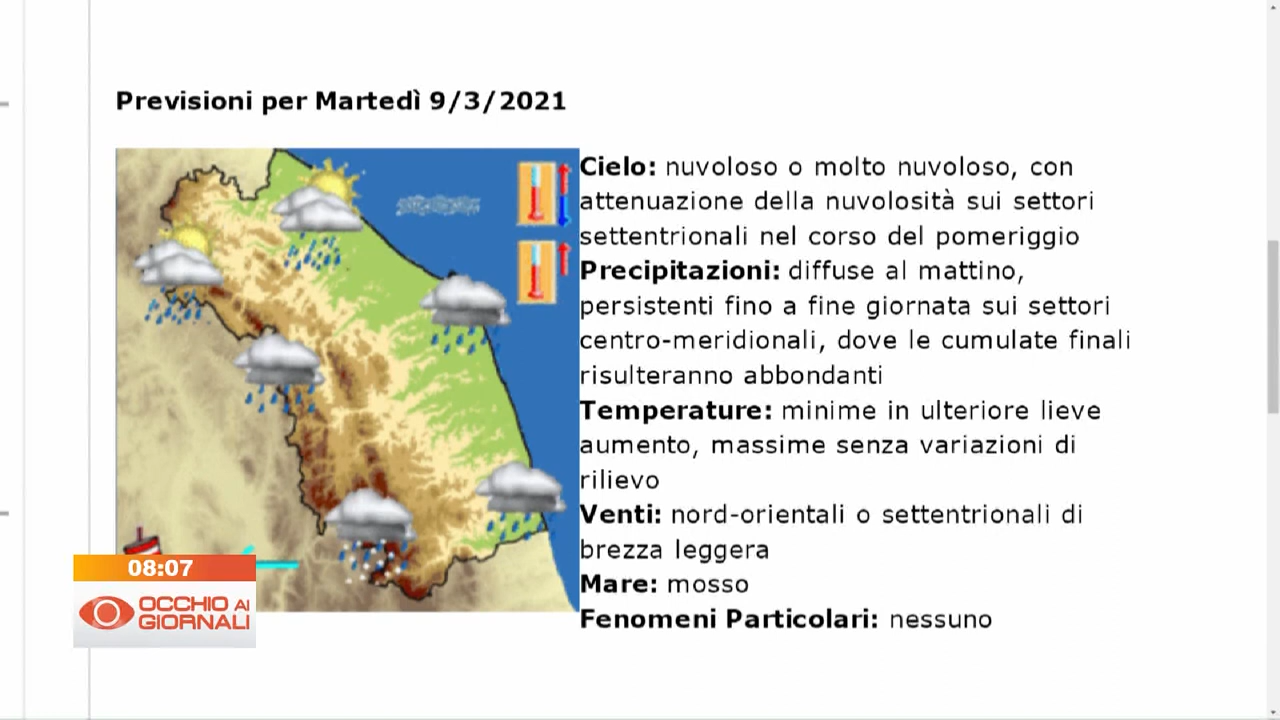 Previsioni per Martedì 9/3/2021
Cielo: nuvoloso o molto nuvoloso, con
attenuazione della nuvolosità sui settori
settentrionali nel corso del pomeriggio
Precipitazioni: diffuse al mattino,
persistenti fino a fine giornata sui settori
centro-meridionali, dove le cumulate finali
risulteranno abbondanti
Temperature: minime in ulteriore lieve
aumento, massime senza variazioni di
rilievo
Venti: nord-orientali o settentrionali di
brezza leggera
Mare: mosso
Fenomeni Particolari: nessuno
08:07
OCCHIO AI
GIORNALI